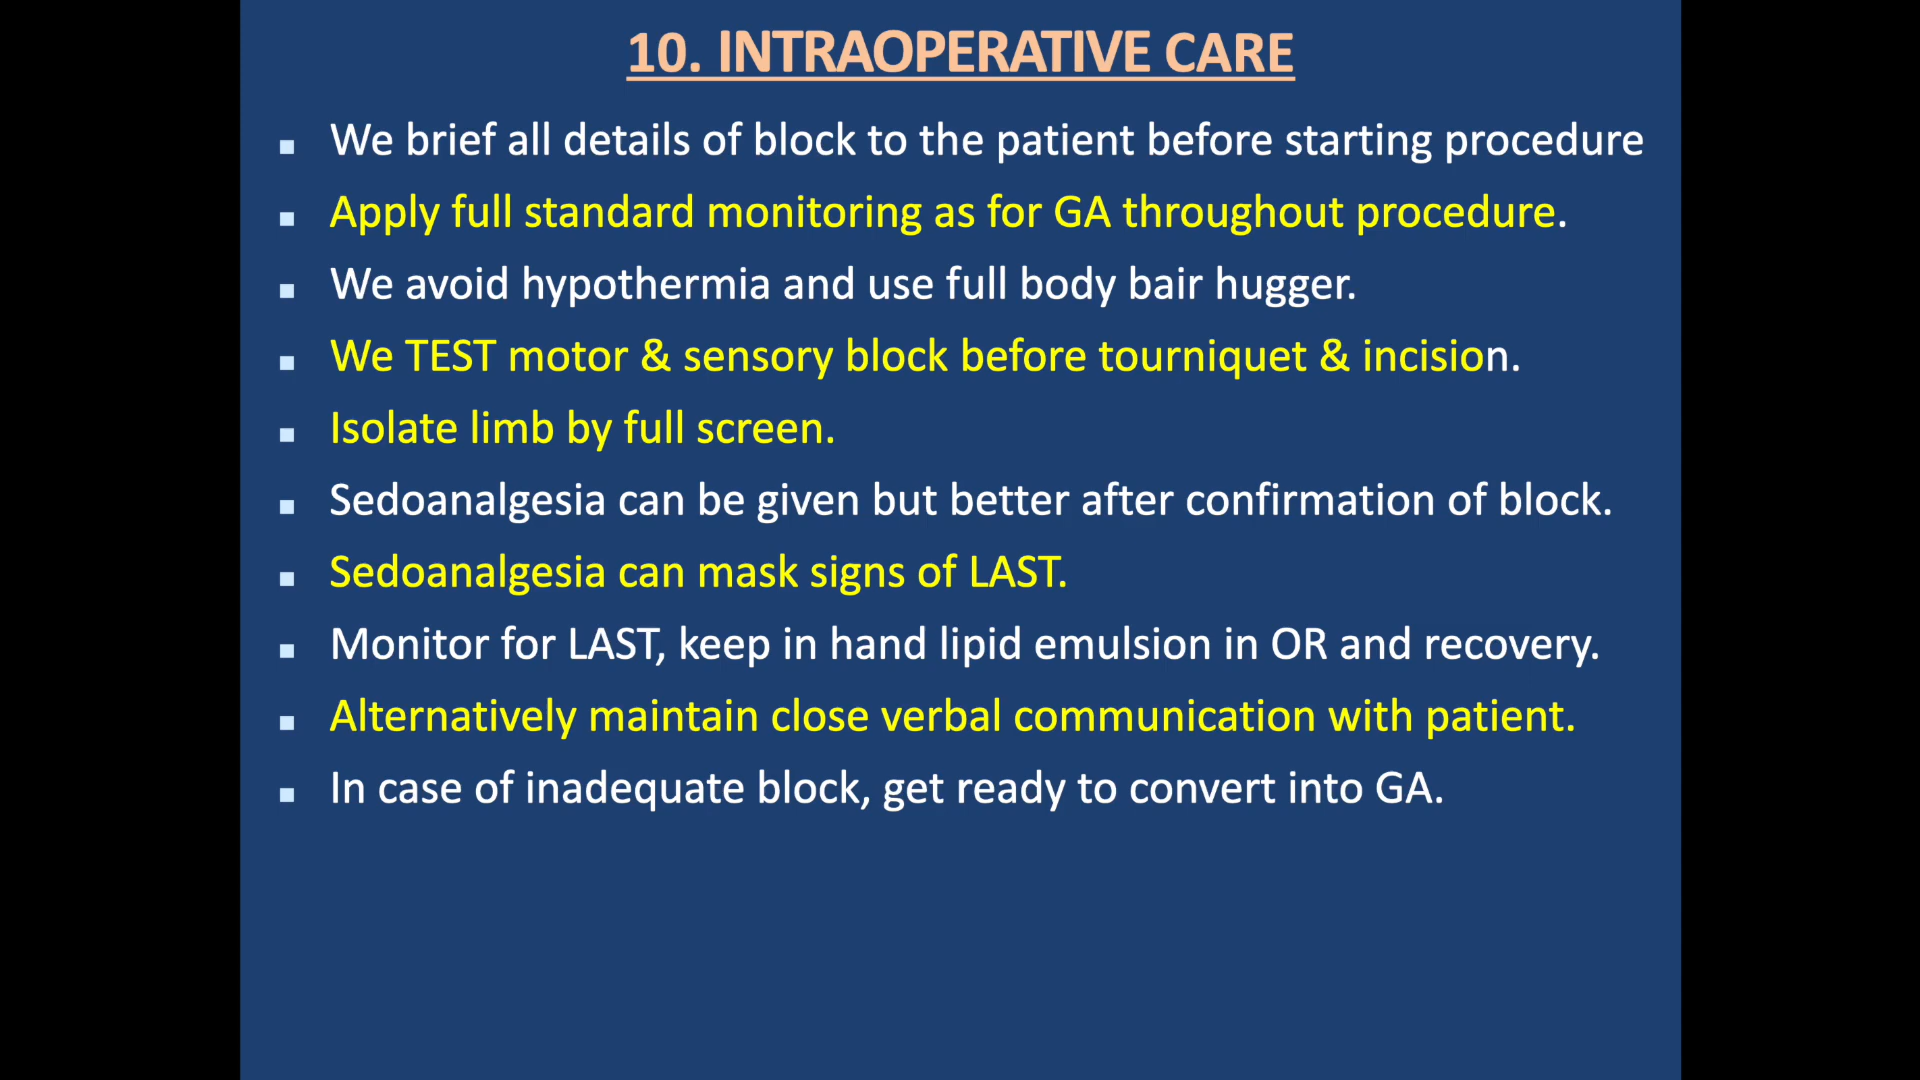 10. INTRAOPERATIVE CARE
▪ We brief all details of block to the patient before starting procedure
▪ Apply full standard monitoring as for GA throughout procedure.
▪ We avoid hypothermia and use full body bair hugger.
▪ We TEST motor & sensory block before tourniquet & incision.
▪ Isolate limb by full screen.
▪ Sedoanalgesia can be given but better after confirmation of block.
▪ Sedoanalgesia can mask signs of LAST.
▪ Monitor for LAST, keep in hand lipid emulsion in OR and recovery.
▪ Alternatively maintain close verbal communication with patient.
▪ In case of inadequate block, get ready to convert into GA.